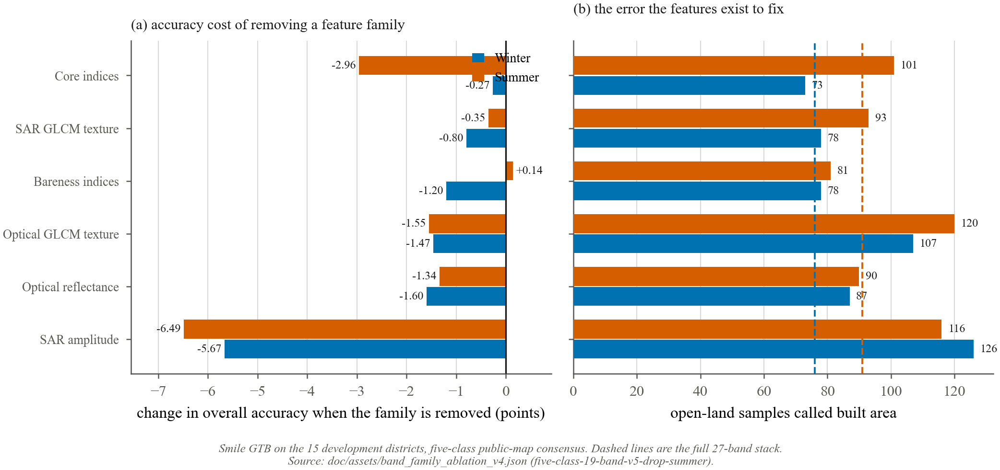 (b) the error the features exist to fix
(a) accuracy cost of removing a feature family
Winter
Summer
Core indices
-2.96
-0.27
101
73
SAR GLCM texture
-0.35
-0.80
93
78
Bareness indices
+0.14
-1.20
81
78
Optical GLCM texture
-1.55
-1.47
120
107
Optical reflectance
-1.34
-1.60
90
87
SAR amplitude
-6.49
-5.67
116
126
−7 −6 −5 −4 −3 −2 −1 0
0 20 40 60 80 100 120
change in overall accuracy when the family is removed (points)
open-land samples called built area
Smile GTB on the 15 development districts, five-class public-map consensus. Dashed lines are the full 27-band stack.
Source: doc/assets/band_family_ablation_v4.json (five-class-19-band-v5-drop-summer).